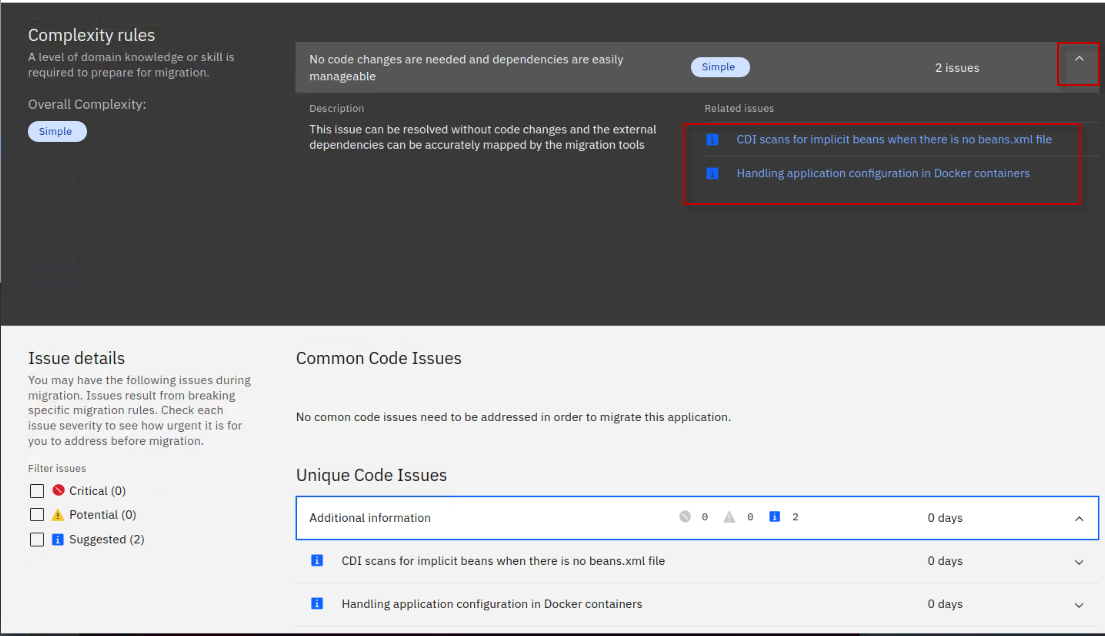 Complexity rules
A level of domain knowledge or skill is
required to prepare for migration.
Overall Complexity:
Simple
No code changes are needed and dependencies are easily
manageable
Simple
2 issues
Description
This issue can be resolved without code changes and the external
dependencies can be accurately mapped by the migration tools
Related issues
CDI scans for implicit beans when there is no beans.xml file
Handling application configuration in Docker containers
Issue details
You may have the following issues during
migration. Issues result from breaking
specific migration rules. Check each
issue severity to see how urgent it is for
you to address before migration.
Filter issues
Critical (0)
Potential (0)
Suggested (2)
Common Code Issues
No comon code issues need to be addressed in order to migrate this application.
Unique Code Issues
Additional information 0 0 2 0 days
CDI scans for implicit beans when there is no beans.xml file 0 days
Handling application configuration in Docker containers 0 days